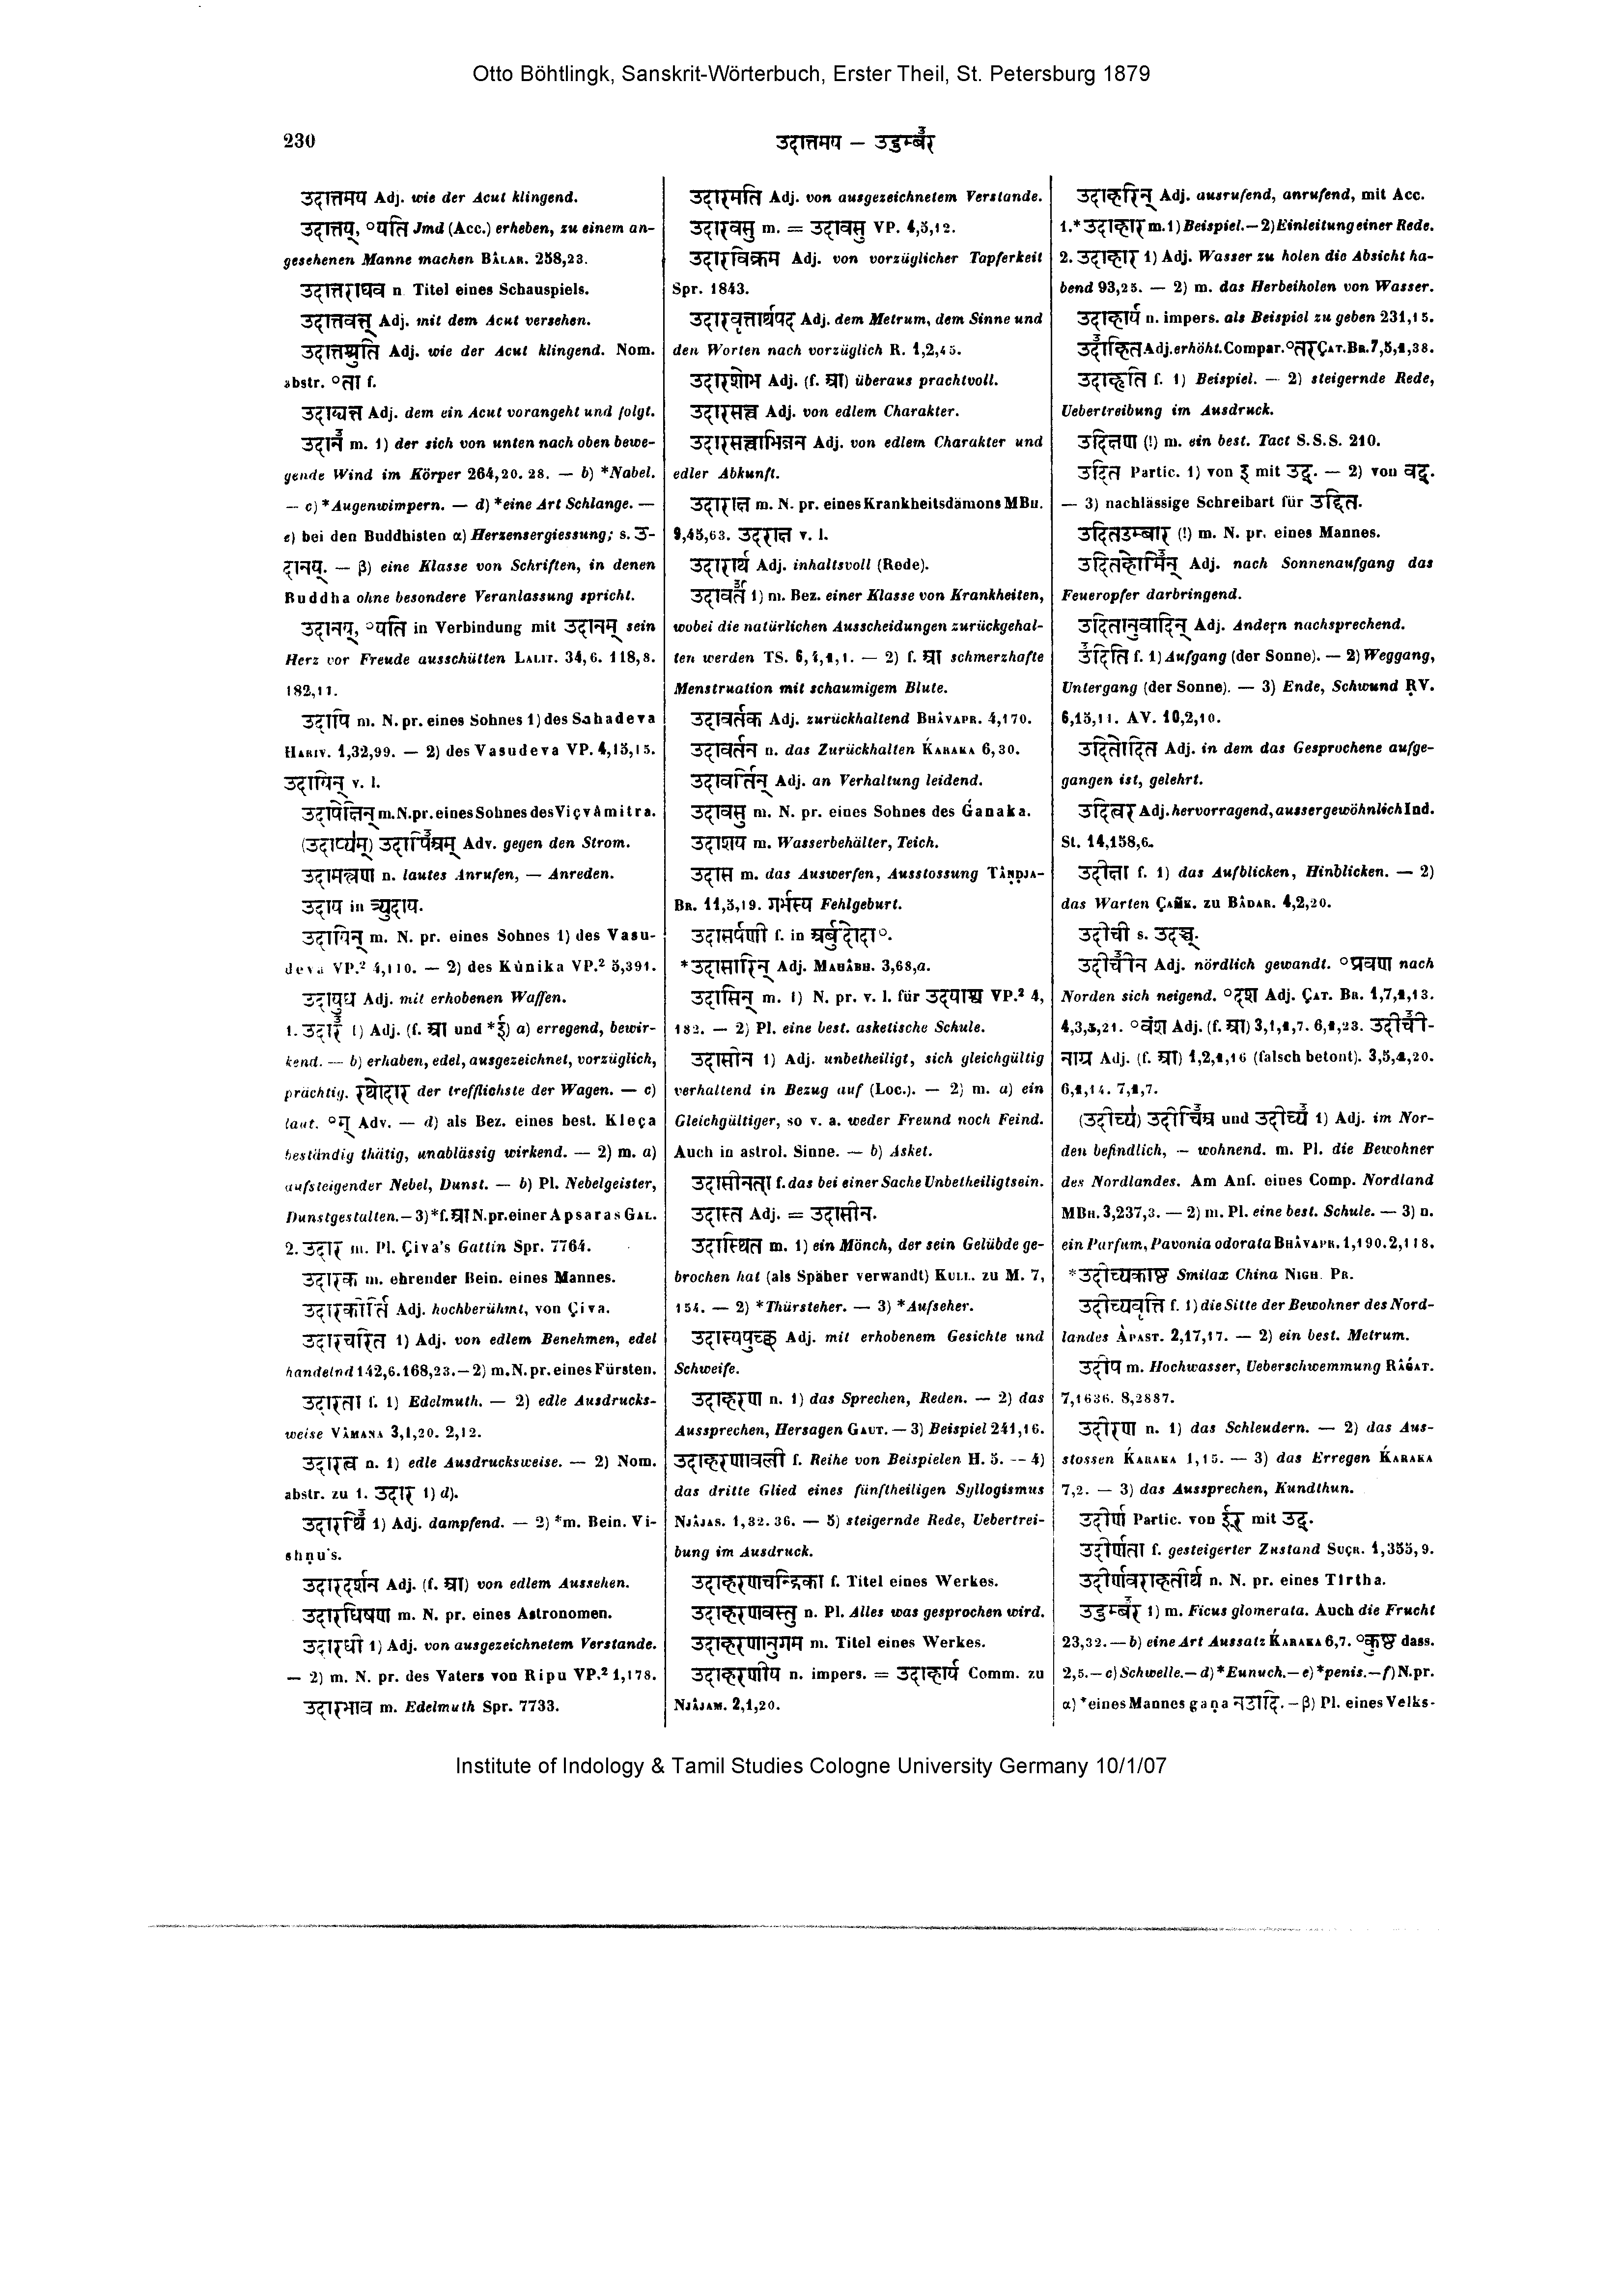 Otto Böhtlingk, Sanskrit-Wörterbuch, Erster Theil, St. Petersburg 1879
230
उदात्तमय — उडुम्बर
उदात्तमय Adj. wie der Acut klingend.
उदात्तय्, °यति Jmd (Acc.) erheben, zu einem an-
gesehenen Manne machen BÂLAR. 258,23.
उदात्तराघव n. Titel eines Schauspiels.
उदात्तवत् Adj. mit dem Acut versehen.
उदात्तश्रुति Adj. wie der Acut klingend. Nom.
abstr. °ता f.
उदाद्यत्त Adj. dem ein Acut vorangeht und folgt.
उदान m. 1) der sich von unten nach oben bewe-
gende Wind im Körper 264,20. 28. — b) *Nabel.
— c) *Augenwimpern. — d) *eine Art Schlange. —
e) bei den Buddhisten α) Herzensergiessung; s. उ-
दानय्. — β) eine Klasse von Schriften, in denen
Buddha ohne besondere Veranlassung spricht.
उदानय्, °यति in Verbindung mit उदानम् sein
Herz vor Freude ausschütten LALIT. 34,6. 118,8.
182,11.
उदापि m. N. pr. eines Sohnes 1) des Sahadeva
HARIV. 1,32,99. — 2) des Vasudeva VP. 4,15,15.
उदायिन् v. l.
उदापेक्षिन् m. N. pr. eines Sohnes des Viçvâmitra.
(उदाप्यम्) उदापिअम् Adv. gegen den Strom.
उदामन्त्रण n. lautes Anrufen, — Anreden.
उदाय in व्युदाय.
उदायिन् m. N. pr. eines Sohnes 1) des Vasu-
deva VP.² 4,110. — 2) des Kûnika VP.² 5,391.
उदायुध Adj. mit erhobenen Waffen.
1. उदार 1) Adj. (f. आ und *ई) a) erregend, bewir-
kend. — b) erhaben, edel, ausgezeichnet, vorzüglich,
prächtig. रथोदार der trefflichste der Wagen. — c)
laut. °म् Adv. — d) als Bez. eines best. Kleça
beständig thätig, unablässig wirkend. — 2) m. a)
aufsteigender Nebel, Dunst. — b) Pl. Nebelgeister,
Dunstgestalten. — 3) *f. आ N. pr. einer Apsaras GAL.
2. उदार m. Pl. Çiva's Gattin Spr. 7764.
उदारक m. ehrender Bein. eines Mannes.
उदारकीर्ति Adj. hochberühmt, von Çiva.
उदारचरित 1) Adj. von edlem Benehmen, edel
handelnd 142,6. 168,23. — 2) m. N. pr. eines Fürsten.
उदारता f. 1) Edelmuth. — 2) edle Ausdrucks-
weise VÂMANA 3,1,20. 2,12.
उदारत्व n. 1) edle Ausdrucksweise. — 2) Nom.
abstr. zu 1. उदार 1) d).
उदारथि 1) Adj. dampfend. — 2) *m. Bein. Vi-
shṇu's.
उदारदर्शन Adj. (f. आ) von edlem Aussehen.
उदारधिषण m. N. pr. eines Astronomen.
उदारधी 1) Adj. von ausgezeichnetem Verstande.
— 2) m. N. pr. des Vaters von Ripu VP.² 1,178.
उदारभाव m. Edelmuth Spr. 7733.
उदारमति Adj. von ausgezeichnetem Verstande.
उदारवसु m. = उदावसु VP. 4,5,12.
उदारविक्रम Adj. von vorzüglicher Tapferkeit
Spr. 1843.
उदारवृत्तार्थपद Adj. dem Metrum, dem Sinne und
den Worten nach vorzüglich R. 1,2,45.
उदारशोभ Adj. (f. आ) überaus prachtvoll.
उदारसत्त्व Adj. von edlem Charakter.
उदारसत्त्वाभिजन Adj. von edlem Charakter und
edler Abkunft.
उदाराक्ष m. N. pr. eines Krankheitsdämons MBH.
9,45,63. उदराक्ष v. l.
उदारार्थ Adj. inhaltsvoll (Rede).
उदावर्त 1) m. Bez. einer Klasse von Krankheiten,
wobei die natürlichen Ausscheidungen zurückgehal-
ten werden TS. 6,4,1,1. — 2) f. आ schmerzhafte
Menstruation mit schaumigem Blute.
उदावर्तक Adj. zurückhaltend BHÂVAPR. 4,170.
उदावर्तन n. das Zurückhalten ḰARAKA 6,30.
उदावर्तिन् Adj. an Verhaltung leidend.
उदावसु m. N. pr. eines Sohnes des Ǵanaka.
उदाशय m. Wasserbehälter, Teich.
उदास m. das Auswerfen, Ausstossung TÂṆḌJA-
BR. 11,5,19. गर्भस्य Fehlgeburt.
उदासर्पणी f. in अर्बुदोदा°.
*उदासारिन् Adj. MAHÂBH. 3,68,a.
उदासिन् m. 1) N. pr. v. l. für उदयाश्व VP.² 4,
182. — 2) Pl. eine best. asketische Schule.
उदासीन 1) Adj. unbetheiligt, sich gleichgültig
verhaltend in Bezug auf (Loc.). — 2) m. a) ein
Gleichgültiger, so v. a. weder Freund noch Feind.
Auch in astrol. Sinne. — b) Asket.
उदासीनता f. das bei einer Sache Unbetheiligtsein.
उदास्त Adj. = उदासीन.
उदास्थित m. 1) ein Mönch, der sein Gelübde ge-
brochen hat (als Späher verwandt) KULL. zu M. 7,
154. — 2) *Thürsteher. — 3) *Aufseher.
उदास्यपुच्छ Adj. mit erhobenem Gesichte und
Schweife.
उदाहरण n. 1) das Sprechen, Reden. — 2) das
Aussprechen, Hersagen GAUT. — 3) Beispiel 241,16.
उदाहरणावली f. Reihe von Beispielen H. 5. -- 4)
das dritte Glied eines fünftheiligen Syllogismus
NJÂJAS. 1,32. 36. — 5) steigernde Rede, Uebertrei-
bung im Ausdruck.
उदाहरणचन्द्रिका f. Titel eines Werkes.
उदाहरणवस्तु n. Pl. Alles was gesprochen wird.
उदाहरणानुगम m. Titel eines Werkes.
उदाहरणीय n. impers. = उदाहार्य Comm. zu
NJÂJAM. 2,1,20.
उदाहरिन् Adj. ausrufend, anrufend, mit Acc.
1. *उदाहार m. 1) Beispiel. — 2) Einleitung einer Rede.
2. उदाहार 1) Adj. Wasser zu holen die Absicht ha-
bend 93,25. — 2) m. das Herbeiholen von Wasser.
उदाहार्य n. impers. als Beispiel zu geben 231,15.
उदाहित Adj. erhöht. Compar. °तर ÇAT. BR. 7,5,1,38.
उदाहृति f. 1) Beispiel. — 2) steigernde Rede,
Uebertreibung im Ausdruck.
उदिक्षण (!) m. ein best. Tact S.S.S. 210.
उदित Partic. 1) von इ mit उद्. — 2) von वद्.
— 3) nachlässige Schreibart für उद्दित.
उदितउम्बार (!) m. N. pr. eines Mannes.
उदितहोमिन् Adj. nach Sonnenaufgang das
Feueropfer darbringend.
उदितानुवादिन् Adj. Andern nachsprechend.
उदिति f. 1) Aufgang (der Sonne). — 2) Weggang,
Untergang (der Sonne). — 3) Ende, Schwund ṚV.
6,15,11. AV. 10,2,10.
उदितोदित Adj. in dem das Gesprochene aufge-
gangen ist, gelehrt.
उदित्वर Adj. hervorragend, aussergewöhnlich Ind.
St. 14,158,6.
उदीक्षा f. 1) das Aufblicken, Hinblicken. — 2)
das Warten ÇAṂK. zu BÂDAR. 4,2,20.
उदीची s. उदञ्च्.
उदीचीन Adj. nördlich gewandt. °प्रवण nach
Norden sich neigend. °दश Adj. ÇAT. BR. 1,7,1,13.
4,3,3,21. °वंश Adj. (f. आ) 3,1,1,7. 6,1,23. उदीची-
नाग्र Adj. (f. आ) 1,2,1,16 (falsch betont). 3,5,2,20.
6,1,14. 7,1,7.
(उदीच्य) उदीचिअ und उदीच्य 1) Adj. im Nor-
den befindlich, — wohnend. m. Pl. die Bewohner
des Nordlandes. Am Anf. eines Comp. Nordland
MBH. 3,237,3. — 2) m. Pl. eine best. Schule. — 3) n.
ein Parfum, Pavonia odorata BHÂVAPR. 1,190. 2,118.
*उदीच्यकाष्ठ Smilax China NIGH. PR.
उदीच्यवृत्ति f. 1) die Sitte der Bewohner des Nord-
landes ÂPAST. 2,17,17. — 2) ein best. Metrum.
उदीप m. Hochwasser, Ueberschwemmung RÂǴAT.
7,1636. 8,2887.
उदीरण n. 1) das Schleudern. — 2) das Aus-
stossen ḰARAKA 1,15. — 3) das Erregen ḰARAKA
7,2. — 3) das Aussprechen, Kundthun.
उदीर्ण Partic. von ईर् mit उद्.
उदीर्णता f. gesteigerter Zustand SUÇR. 1,355,9.
उदीर्णवराहतीर्थ n. N. pr. eines Tîrtha.
उडुम्बर 1) m. Ficus glomerata. Auch die Frucht
23,32. — b) eine Art Aussatz ḰARAKA 6,7. °कुष्ठ dass.
2,5. — c) Schwelle. — d) *Eunuch. — e) *penis. — f) N. pr.
α) *eines Mannes gaṇa नडादि. — β) Pl. eines Velks-
Institute of Indology & Tamil Studies Cologne University Germany 10/1/07